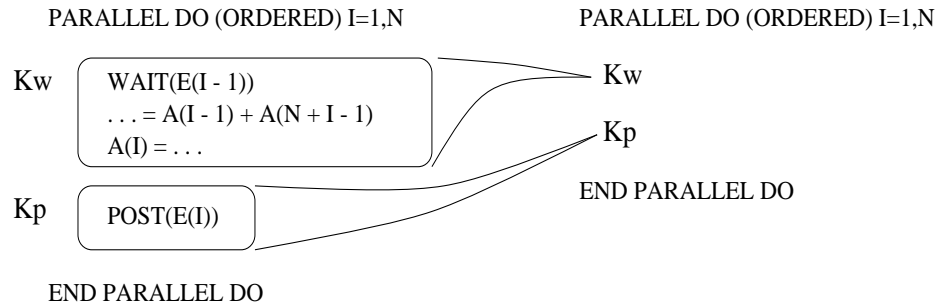 PARALLEL DO (ORDERED) I=1,N
Kw
WAIT(E(I - 1))
. . . = A(I - 1) + A(N + I - 1)
A(I) = . . .
Kp
POST(E(I))
END PARALLEL DO
PARALLEL DO (ORDERED) I=1,N
Kw
Kp
END PARALLEL DO